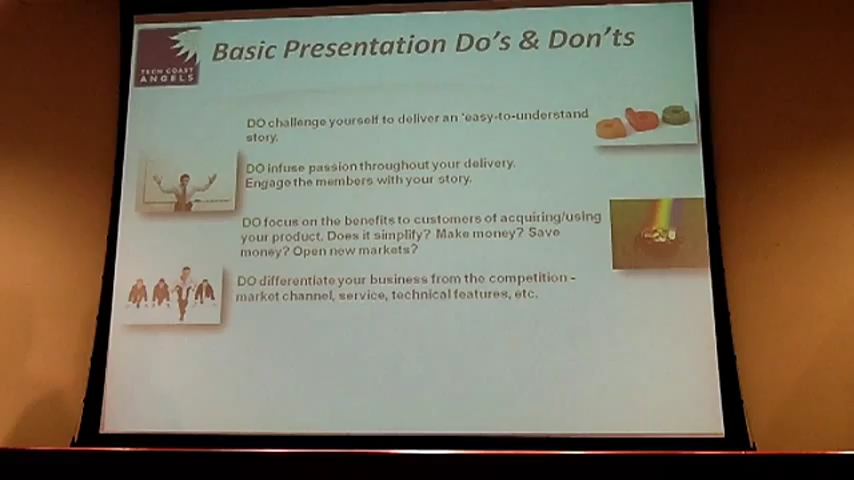 TECH COAST
ANGELS
Basic Presentation Do's & Don'ts
DO challenge yourself to deliver an 'easy-to-understand
story.
DO infuse passion throughout your delivery.
Engage the members with your story.
DO focus on the benefits to customers of acquiring/using
your product. Does it simplify? Make money? Save
money? Open new markets?
DO differentiate your business from the competition -
market channel, service, technical features, etc.